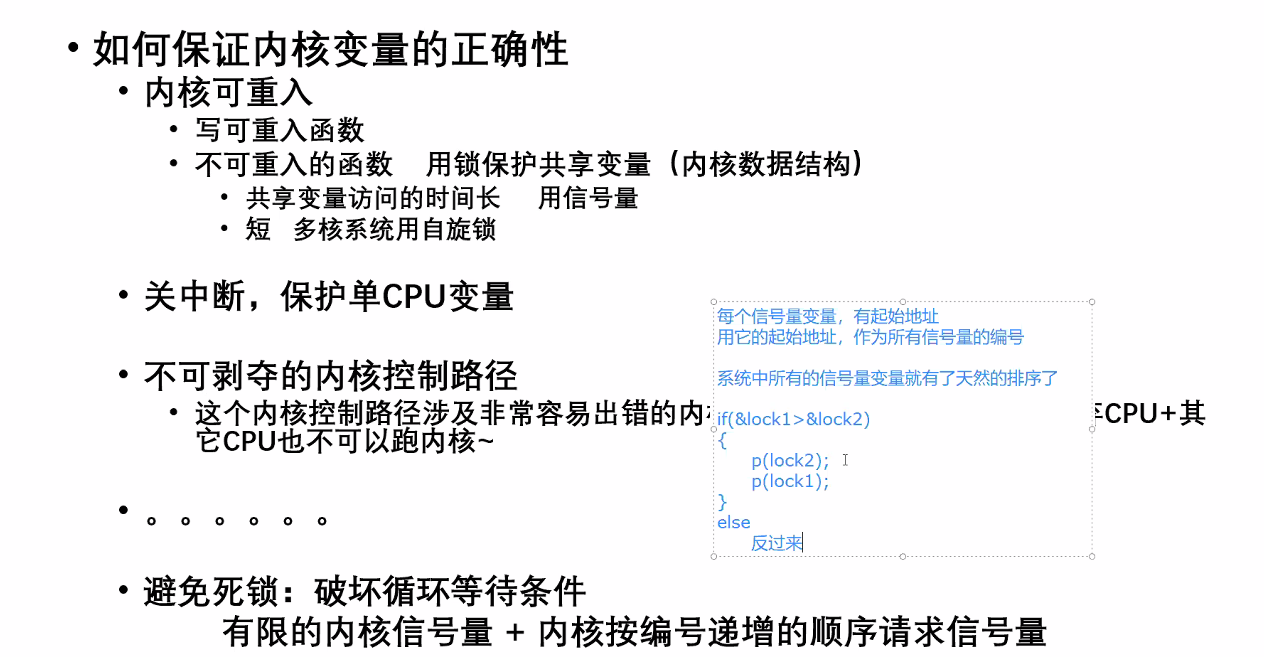 • 如何保证内核变量的正确性
• 内核可重入
• 写可重入函数
• 不可重入的函数 用锁保护共享变量（内核数据结构）
• 共享变量访问的时间长 用信号量
• 短 多核系统用自旋锁
• 关中断，保护单CPU变量
• 不可剥夺的内核控制路径
• 这个内核控制路径涉及非常容易出错的内
CPU+其
它CPU也不可以跑内核~
• 。。。。。。
• 避免死锁：破坏循环等待条件
有限的内核信号量 + 内核按编号递增的顺序请求信号量
每个信号量变量，有起始地址
用它的起始地址，作为所有信号量的编号
系统中所有的信号量变量就有了天然的排序了
if(&lock1>&lock2)
{
p(lock2);
p(lock1);
}
else
反过来